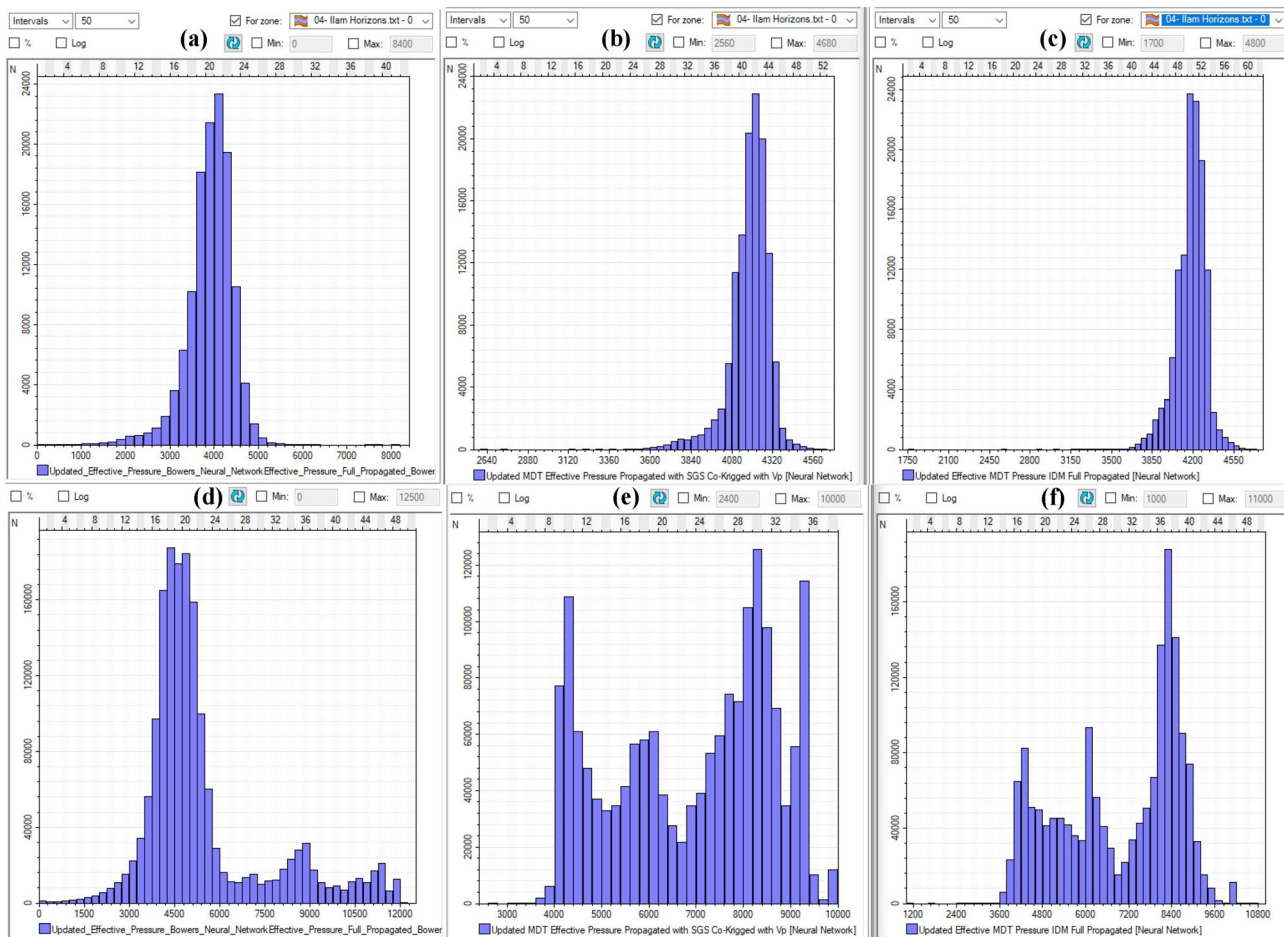 Intervals 50 For zone: 04- Ilam Horizons.txt - 0
% Log Min: 0 Max: 8400
(a)
N 4 8 12 16 20 24 28 32 36 40
24000
20000
16000
12000
8000
4000
0
0 1000 2000 3000 4000 5000 6000 7000 8000
Updated_Effective_Pressure_Bowers_Neural_NetworkEffective_Pressure_Full_Propagated_Bower
Intervals 50 For zone: 04- Ilam Horizons.txt - 0
% Log Min: 2560 Max: 4680
(b)
N 4 8 12 16 20 24 28 32 36 40 44 48 52
24000
20000
16000
12000
8000
4000
0
2640 2880 3120 3360 3600 3840 4080 4320 4560
Updated MDT Effective Pressure Propagated with SGS Co-Krigged with Vp [Neural Network]
Intervals 50 For zone: 04- Ilam Horizons.txt - 0
% Log Min: 1700 Max: 4800
(c)
N 4 8 12 16 20 24 28 32 36 40 44 48 52 56 60
24000
20000
16000
12000
8000
4000
0
1750 2100 2450 2800 3150 3500 3850 4200 4550
Updated Effective MDT Pressure IDM Full Propagated [Neural Network]
% Log Min: 0 Max: 12500
(d)
N 4 8 12 16 20 24 28 32 36 40 44 48
160000
120000
80000
40000
0
0 1500 3000 4500 6000 7500 9000 10500 12000
Updated_Effective_Pressure_Bowers_Neural_NetworkEffective_Pressure_Full_Propagated_Bower
% Log Min: 2400 Max: 10000
(e)
N 4 8 12 16 20 24 28 32 36
120000
100000
80000
60000
40000
20000
0
3000 4000 5000 6000 7000 8000 9000 10000
Updated MDT Effective Pressure Propagated with SGS Co-Krigged with Vp [Neural Network]
% Log Min: 1000 Max: 11000
(f)
N 4 8 12 16 20 24 28 32 36 40 44 48
160000
120000
80000
40000
0
1200 2400 3600 4800 6000 7200 8400 9600 10800
Updated Effective MDT Pressure IDM Full Propagated [Neural Network]